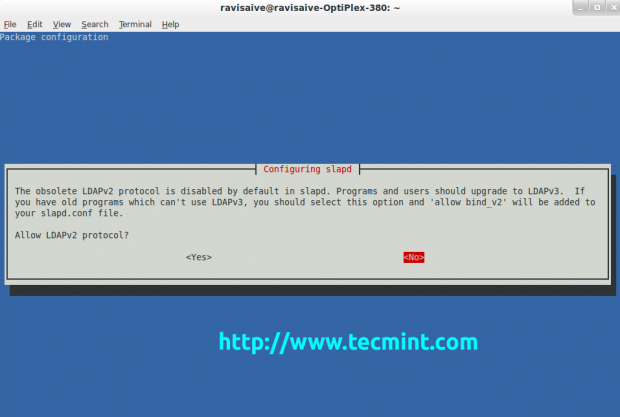 ravisaive@ravisaive-OptiPlex-380: ~
File Edit View Search Terminal Help
Package configuration
Configuring slapd
The obsolete LDAPv2 protocol is disabled by default in slapd. Programs and users should upgrade to LDAPv3.  If
you have old programs which can't use LDAPv3, you should select this option and 'allow bind_v2' will be added to
your slapd.conf file.
Allow LDAPv2 protocol?
<Yes> <No>
http://www.tecmint.com